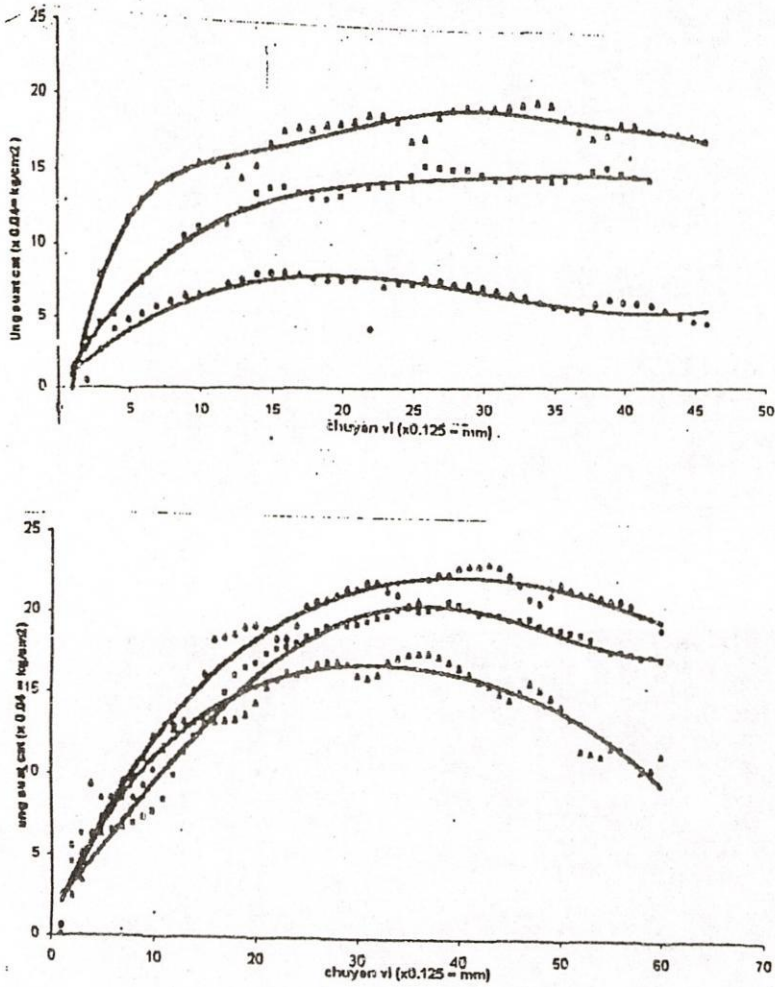 Ung suat cat (x 0.04= kg/cm2)
25
20
15
10
5
0
5 10 15 20 25 30 35 40 45 50
chuyen vi (x0.125 = mm)
ung suat cat (x 0.04 = kg/cm2)
25
20
15
10
5
0
0 10 20 30 40 50 60 70
chuyen vi (x0.125 = mm)